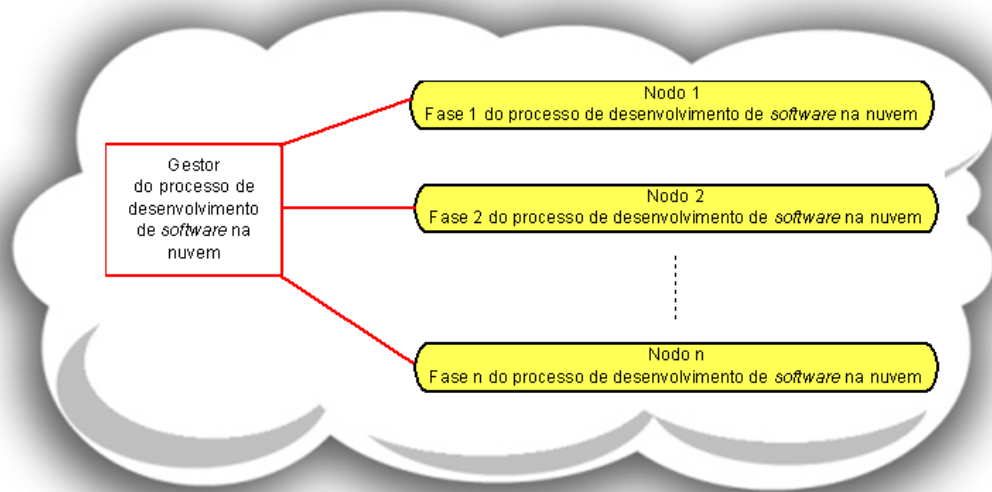 Nodo 1
Fase 1 do processo de desenvolvimento de software na nuvem
Gestor
do processo de
desenvolvimento
de software na
nuvem
Nodo 2
Fase 2 do processo de desenvolvimento de software na nuvem
Nodo n
Fase n do processo de desenvolvimento de software na nuvem